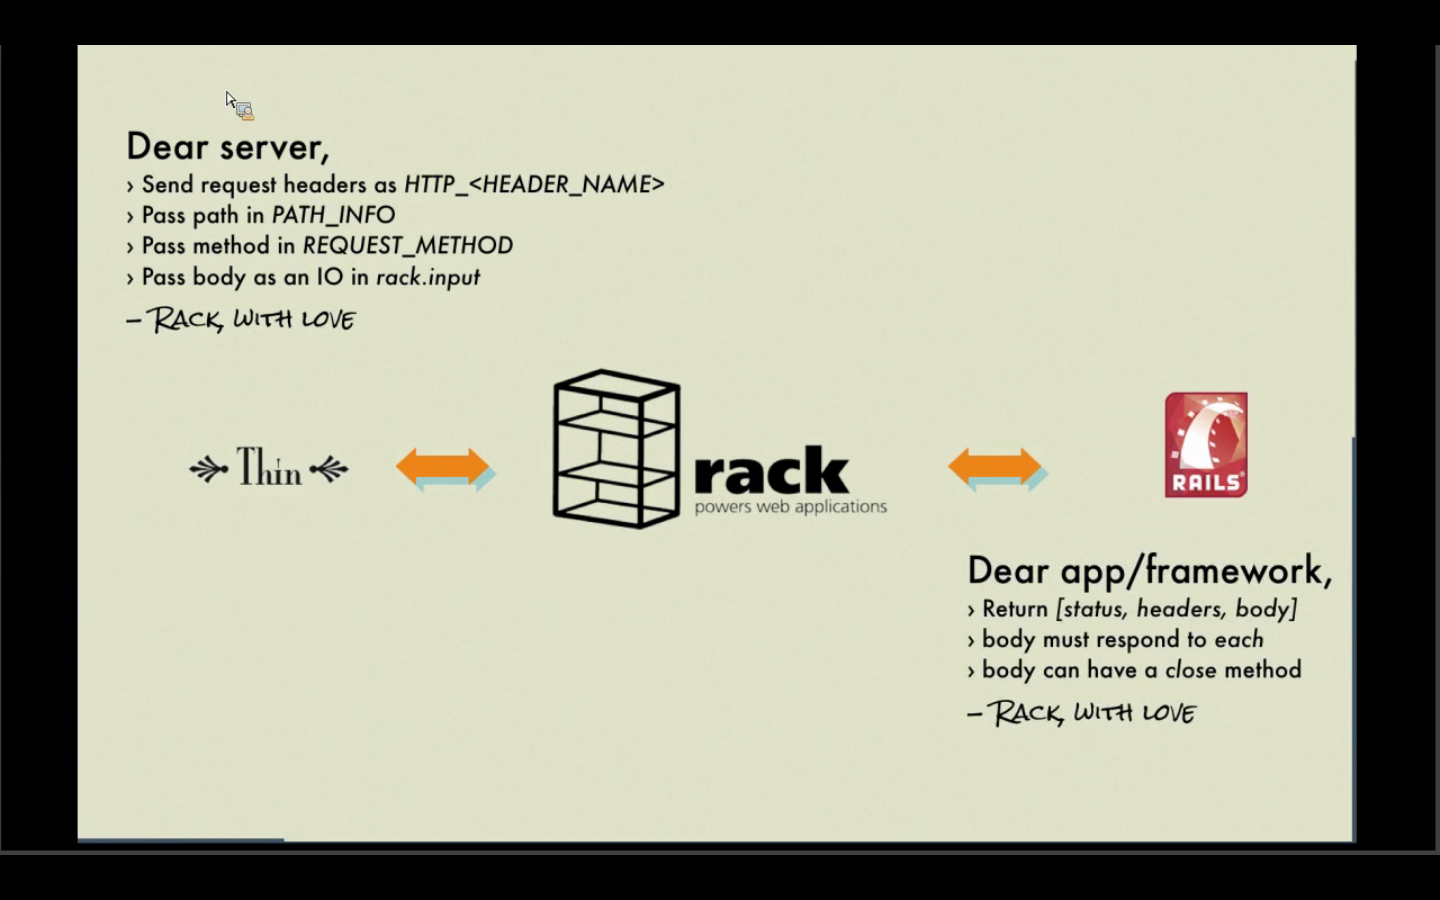 Dear server,
› Send request headers as HTTP_<HEADER_NAME>
› Pass path in PATH_INFO
› Pass method in REQUEST_METHOD
› Pass body as an IO in rack.input
– RACK, WITH LOVE
Thin
rack
powers web applications
RAILS
Dear app/framework,
› Return [status, headers, body]
› body must respond to each
› body can have a close method
– RACK, WITH LOVE